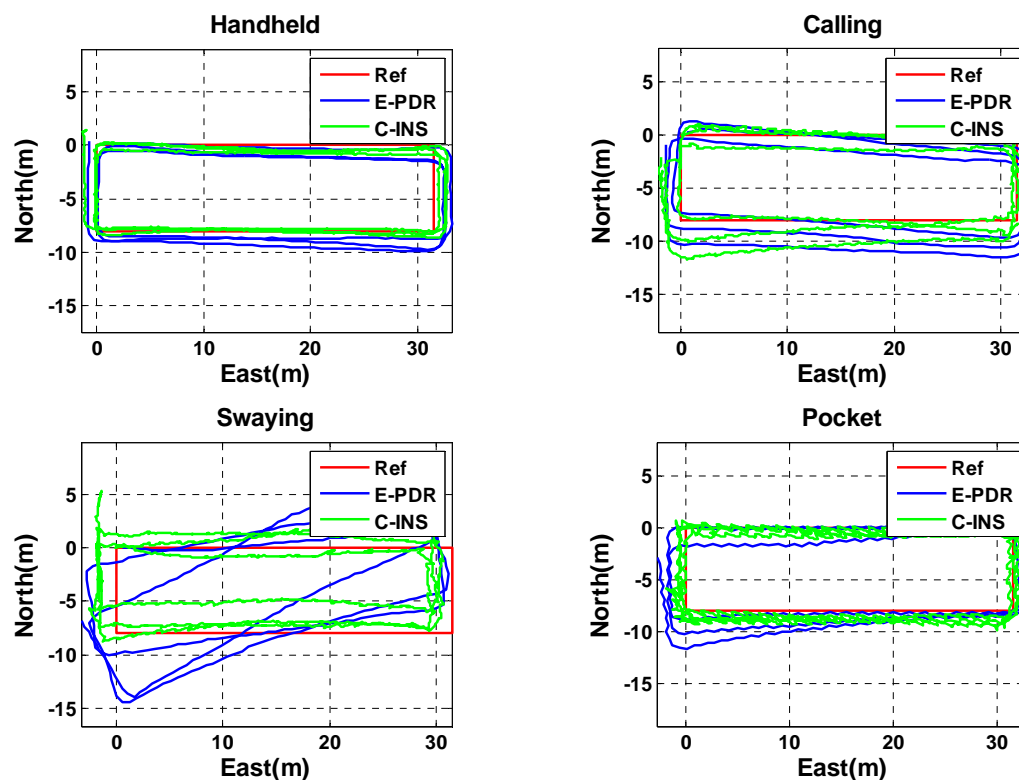 Handheld
Ref
E-PDR
C-INS
5
0
-5
-10
-15
North(m)
0 10 20 30
East(m)
Calling
Ref
E-PDR
C-INS
5
0
-5
-10
-15
North(m)
0 10 20 30
East(m)
Swaying
Ref
E-PDR
C-INS
5
0
-5
-10
-15
North(m)
0 10 20 30
East(m)
Pocket
Ref
E-PDR
C-INS
5
0
-5
-10
-15
North(m)
0 10 20 30
East(m)